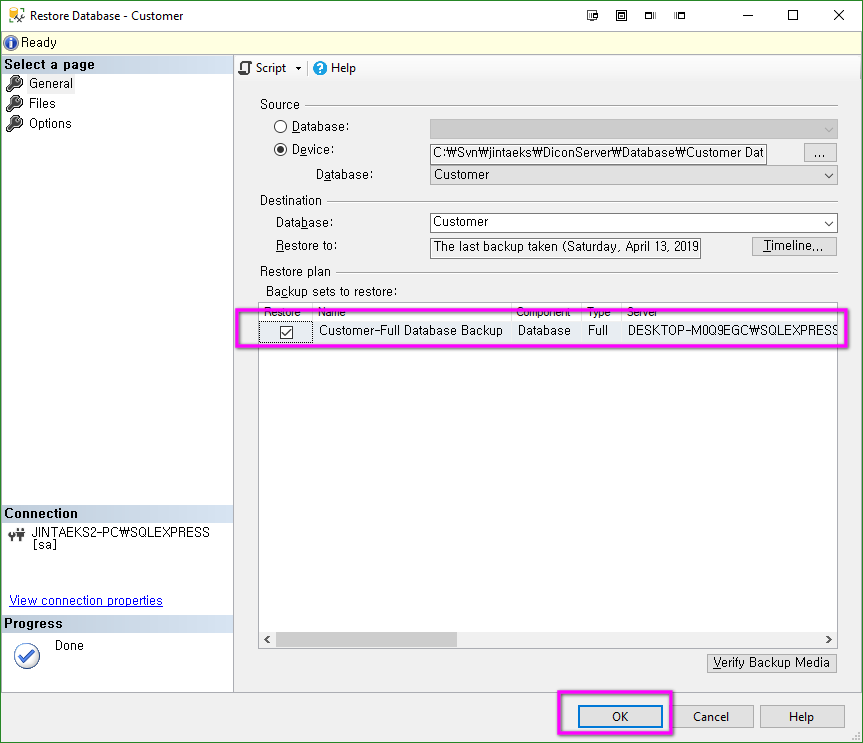 Restore Database - Customer
Ready
Select a page
General
Files
Options
Script Help
Source
Database:
Device: C:₩Svn₩jintaeks₩DiconServer₩Database₩Customer Dat ...
Database: Customer
Destination
Database: Customer
Restore to: The last backup taken (Saturday, April 13, 2019 Timeline...
Restore plan
Backup sets to restore:
Restore Name Component Type Server
Customer-Full Database Backup Database Full DESKTOP-M0Q9EGC₩SQLEXPRESS
Connection
JINTAEKS2-PC₩SQLEXPRESS
[sa]
View connection properties
Progress
Done
Verify Backup Media
OK Cancel Help